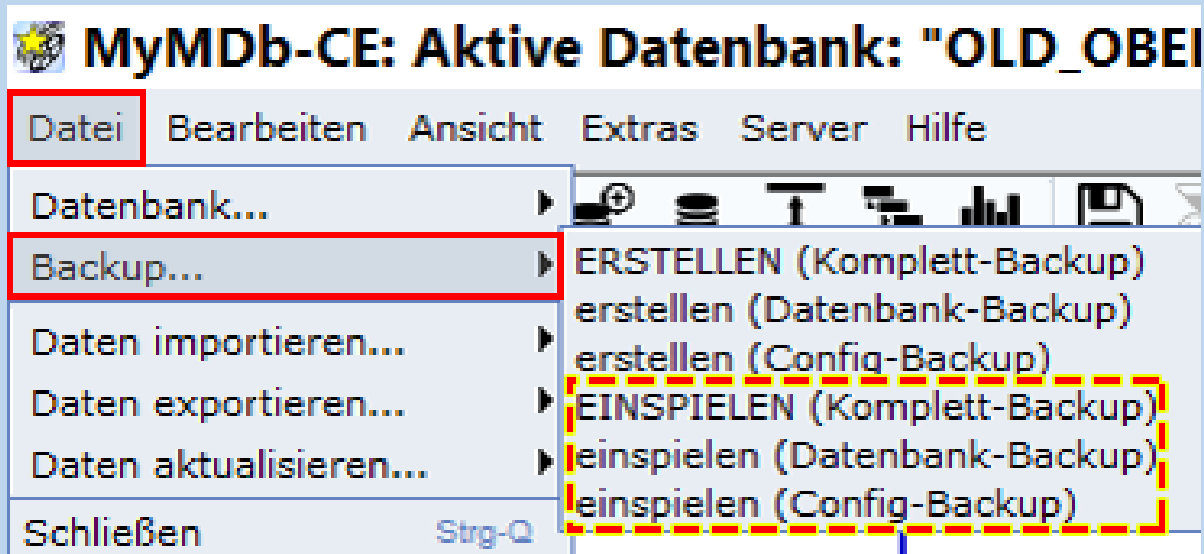 MyMDb-CE: Aktive Datenbank: "OLD_OBE
Datei Bearbeiten Ansicht Extras Server Hilfe
Datenbank...
Backup...
ERSTELLEN (Komplett-Backup)
erstellen (Datenbank-Backup)
erstellen (Config-Backup)
EINSPIELEN (Komplett-Backup)
einspielen (Datenbank-Backup)
einspielen (Config-Backup)
Daten importieren...
Daten exportieren...
Daten aktualisieren...
Schließen Strg-Q